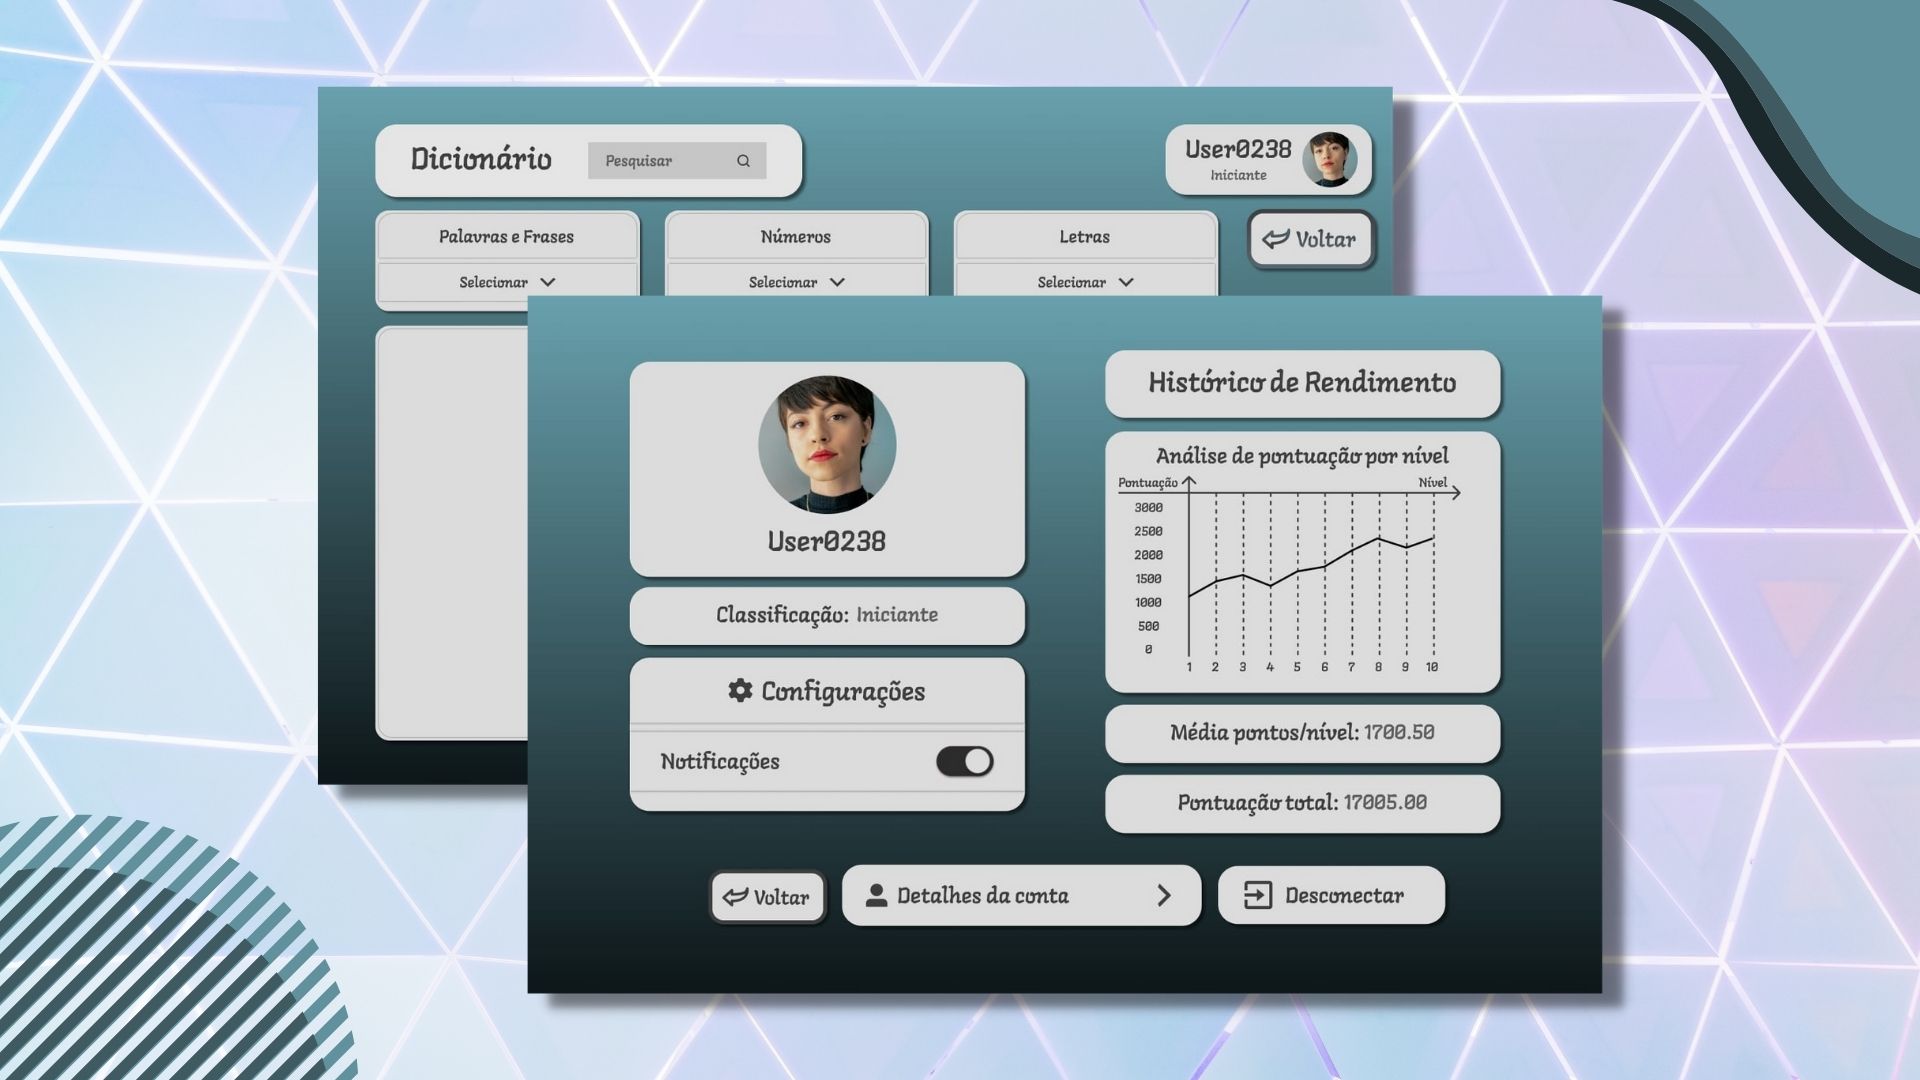 Dicionário
Pesquisar
User0238
Iniciante
Palavras e Frases
Números
Letras
Voltar
Selecionar
Selecionar
Selecionar
User0238
Classificação: Iniciante
Configurações
Notificações
Histórico de Rendimento
Análise de pontuação por nível
Pontuação
Nível
3000
2500
2000
1500
1000
500
0
1 2 3 4 5 6 7 8 9 10
Média pontos/nível: 1700.50
Pontuação total: 17005.00
Voltar
Detalhes da conta
Desconectar